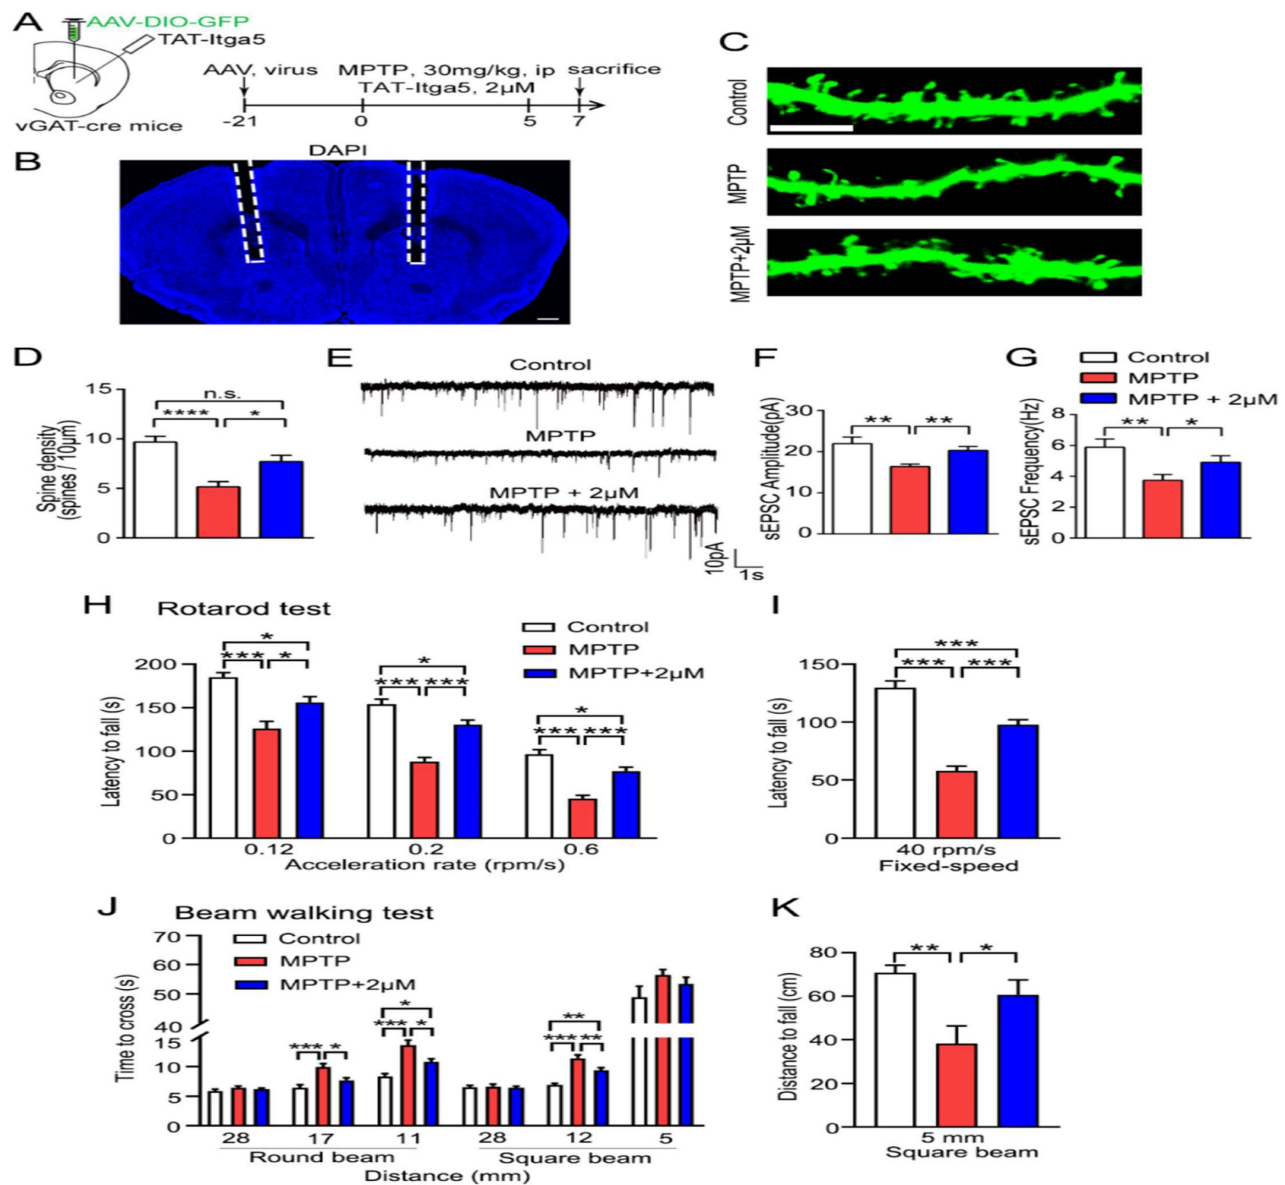 A
AAV-DIO-GFP
TAT-Itga5
vGAT-cre mice
AAV, virus
MPTP, 30mg/kg, ip
sacrifice
TAT-Itga5, 2µM
-21
0
5
7
B
DAPI
C
Control
MPTP
MPTP+2µM
D
Spine density
(spines / 10µm)
15
10
5
0
n.s.
****
*
E
Control
MPTP
MPTP + 2µM
10pA
1s
F
sEPSC Amplitude(pA)
30
20
10
0
**
**
G
Control
MPTP
MPTP + 2µM
sEPSC Frequency(Hz)
8
6
4
2
0
**
*
H
Rotarod test
Control
MPTP
MPTP+2µM
Latency to fall (s)
200
150
100
50
0
*
*** *
*
*** ***
*
*** ***
0.12
0.2
0.6
Acceleration rate (rpm/s)
I
Latency to fall (s)
150
100
50
0
***
*** ***
40 rpm/s
Fixed-speed
J
Beam walking test
Control
MPTP
MPTP+2µM
Time to cross (s)
70
60
50
40
15
10
5
0
*** *
*
*** *
**
*** **
28
17
11
28
12
5
Round beam
Square beam
Distance (mm)
K
Distance to fall (cm)
80
60
40
20
0
**
*
5 mm
Square beam